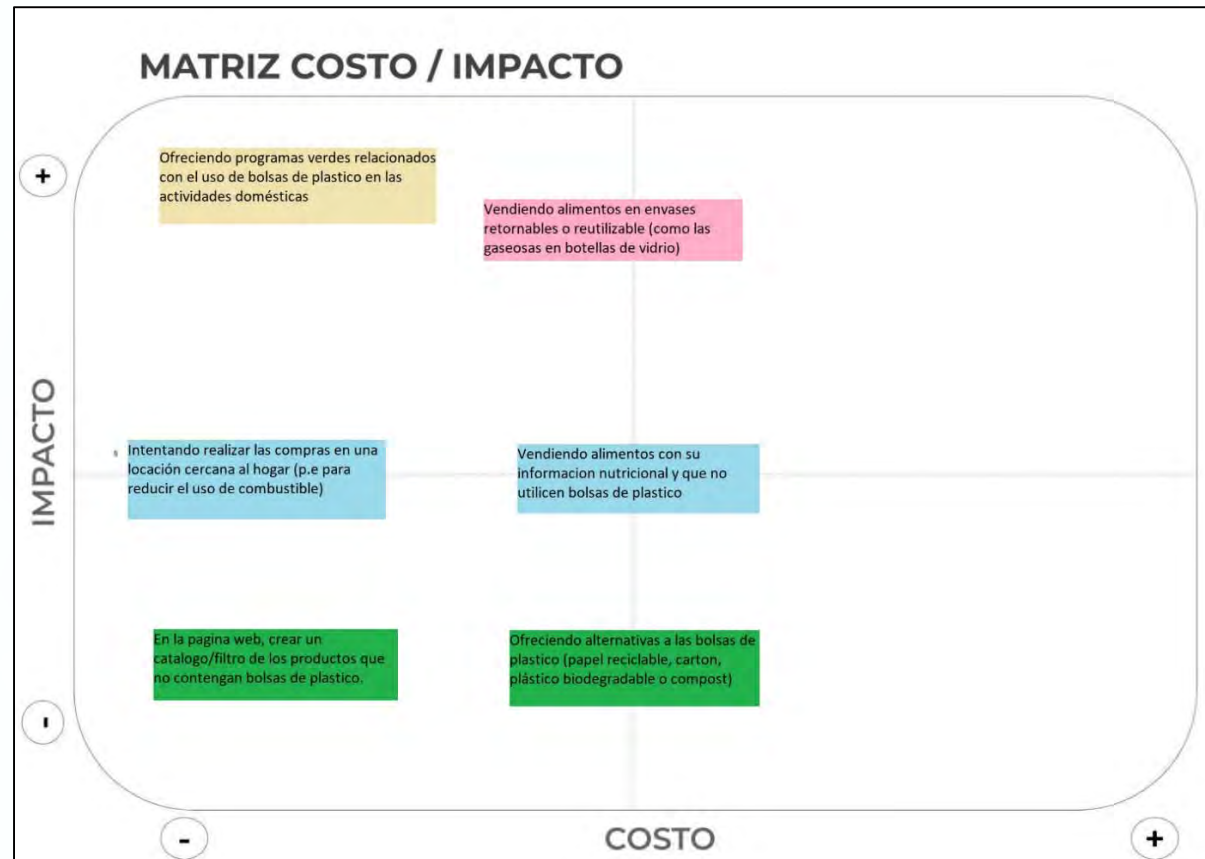 MATRIZ COSTO / IMPACTO
+
Ofreciendo programas verdes relacionados
con el uso de bolsas de plastico en las
actividades domésticas
Vendiendo alimentos en envases
retornables o reutilizable (como las
gaseosas en botellas de vidrio)
IMPACTO
s
Intentando realizar las compras en una
locación cercana al hogar (p.e para
reducir el uso de combustible)
Vendiendo alimentos con su
informacion nutricional y que no
utilicen bolsas de plastico
En la pagina web, crear un
catalogo/filtro de los productos que
no contengan bolsas de plastico.
Ofreciendo alternativas a las bolsas de
plastico (papel reciclable, carton,
plástico biodegradable o compost)
-
-
COSTO
+